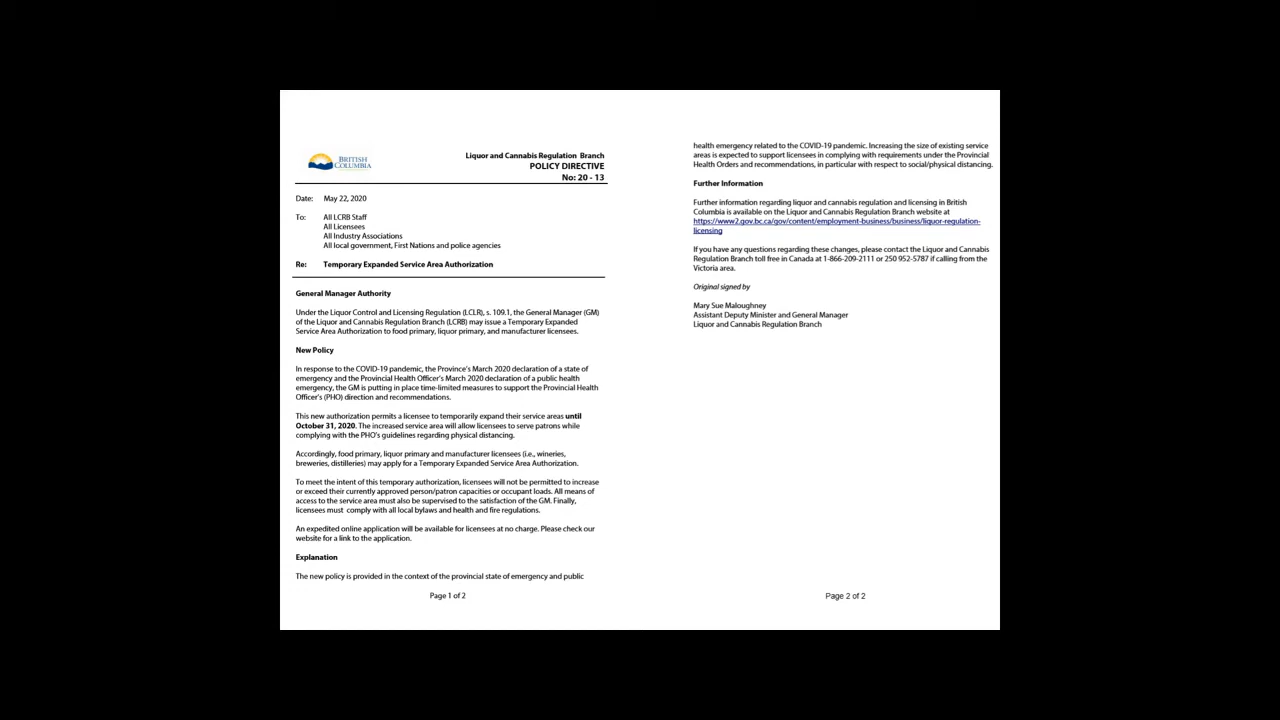 BRITISH
COLUMBIA
Liquor and Cannabis Regulation Branch
POLICY DIRECTIVE
No: 20 - 13
Date: May 22, 2020
To: All LCRB Staff
All Licensees
All Industry Associations
All local government, First Nations and police agencies
Re: Temporary Expanded Service Area Authorization
General Manager Authority
Under the Liquor Control and Licensing Regulation (LCLR), s. 109.1, the General Manager (GM)
of the Liquor and Cannabis Regulation Branch (LCRB) may issue a Temporary Expanded
Service Area Authorization to food primary, liquor primary, and manufacturer licensees.
New Policy
In response to the COVID-19 pandemic, the Province's March 2020 declaration of a state of
emergency and the Provincial Health Officer's March 2020 declaration of a public health
emergency, the GM is putting in place time-limited measures to support the Provincial Health
Officer's (PHO) direction and recommendations.
This new authorization permits a licensee to temporarily expand their service areas until
October 31, 2020. The increased service area will allow licensees to serve patrons while
complying with the PHO's guidelines regarding physical distancing.
Accordingly, food primary, liquor primary and manufacturer licensees (i.e., wineries,
breweries, distilleries) may apply for a Temporary Expanded Service Area Authorization.
To meet the intent of this temporary authorization, licensees will not be permitted to increase
or exceed their currently approved person/patron capacities or occupant loads. All means of
access to the service area must also be supervised to the satisfaction of the GM. Finally,
licensees must comply with all local bylaws and health and fire regulations.
An expedited online application will be available for licensees at no charge. Please check our
website for a link to the application.
Explanation
The new policy is provided in the context of the provincial state of emergency and public
Page 1 of 2
health emergency related to the COVID-19 pandemic. Increasing the size of existing service
areas is expected to support licensees in complying with requirements under the Provincial
Health Orders and recommendations, in particular with respect to social/physical distancing.
Further Information
Further information regarding liquor and cannabis regulation and licensing in British
Columbia is available on the Liquor and Cannabis Regulation Branch website at
https://www2.gov.bc.ca/gov/content/employment-business/business/liquor-regulation-
licensing
If you have any questions regarding these changes, please contact the Liquor and Cannabis
Regulation Branch toll free in Canada at 1-866-209-2111 or 250 952-5787 if calling from the
Victoria area.
Original signed by
Mary Sue Maloughney
Assistant Deputy Minister and General Manager
Liquor and Cannabis Regulation Branch
Page 2 of 2